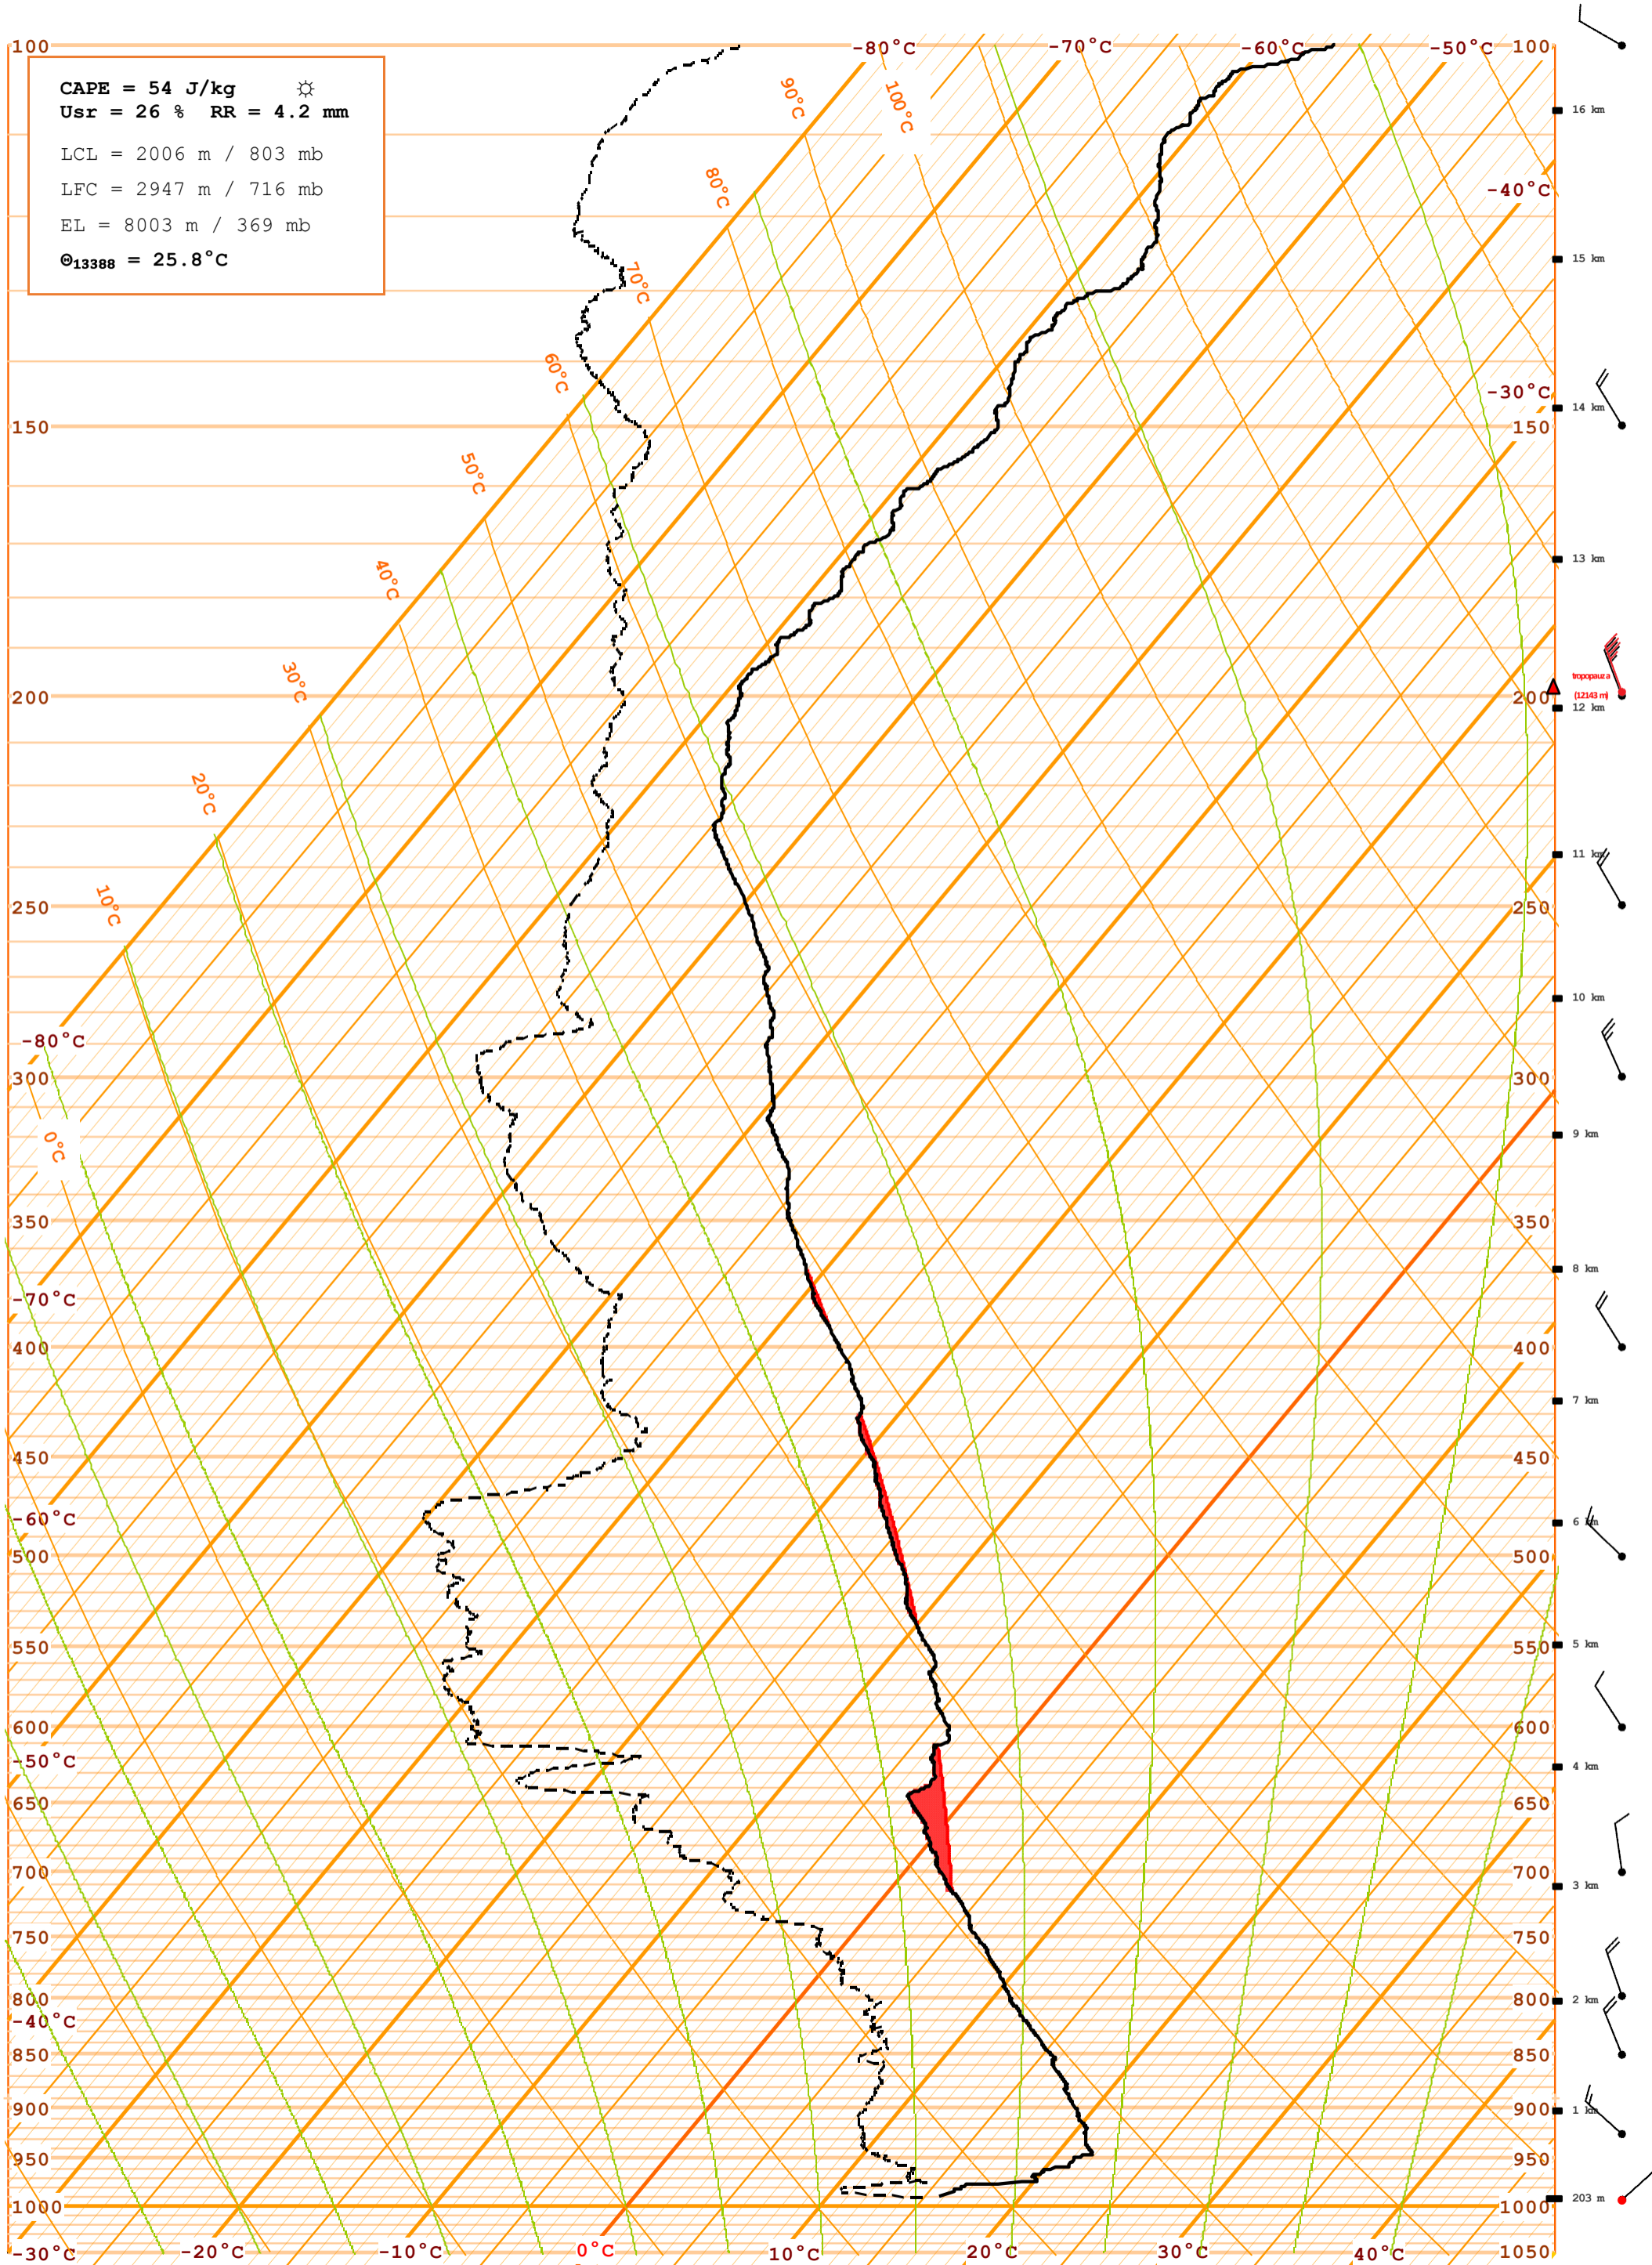 100 -80°C -70°C -60°C -50°C 100
CAPE = 54 J/kg
Usr = 26 % RR = 4.2 mm
LCL = 2006 m / 803 mb
LFC = 2947 m / 716 mb
EL = 8003 m / 369 mb
Θ13388 = 25.8°C
90°C 100°C
16 km
80°C
-40°C
70°C
15 km
60°C
-30°C
14 km
150 150
50°C
40°C
13 km
30°C
tropopauza
(12143 m)
200 200
12 km
20°C
11 km
10°C
250 250
10 km
-80°C
300 300
0°C
9 km
350 350
8 km
-70°C
400 400
7 km
450 450
-60°C
6 km
500 500
550 550
5 km
600 600
-50°C
4 km
650 650
700 700
3 km
750 750
800 800
2 km
-40°C
850 850
900 900
1 km
950 950
203 m
1000 1000
-30°C -20°C -10°C 0°C 10°C 20°C 30°C 40°C 1050